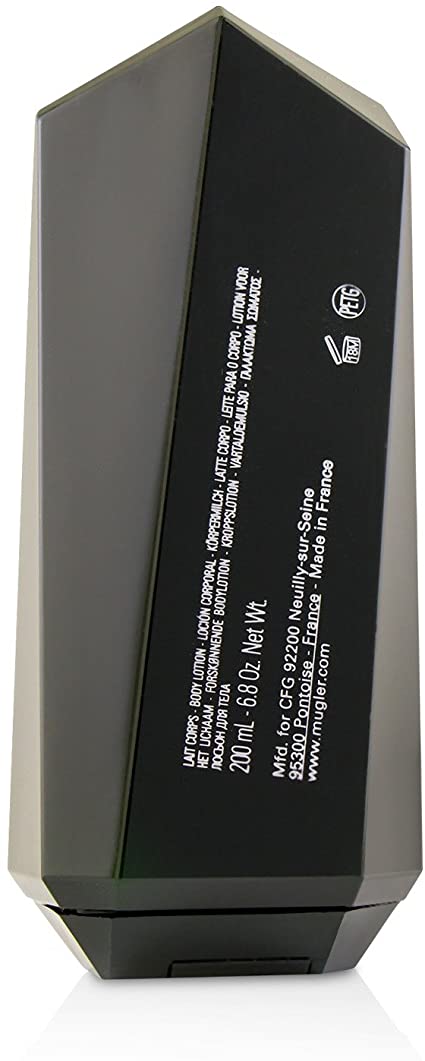 LAIT CORPS - BODY LOTION - LOCIÓN CORPORAL - KÖRPERMILCH - LATTE CORPO - LEITE PARA O CORPO - LOTION VOOR
HET LICHAAM - FORSKØNNENDE BODYLOTION - KROPPSLOTION - VARTALOEMULSIO - ΓΑΛΑΚΤΩΜΑ ΣΩΜΑΤΟΣ -
ЛОСЬОН ДЛЯ ТЕЛА
200 mL - 6.8 Oz. Net Wt.
Mfd. for CFG 92200 Neuilly-sur-Seine
95300 Pontoise - France - Made in France
www.mugler.com
18M
PETG